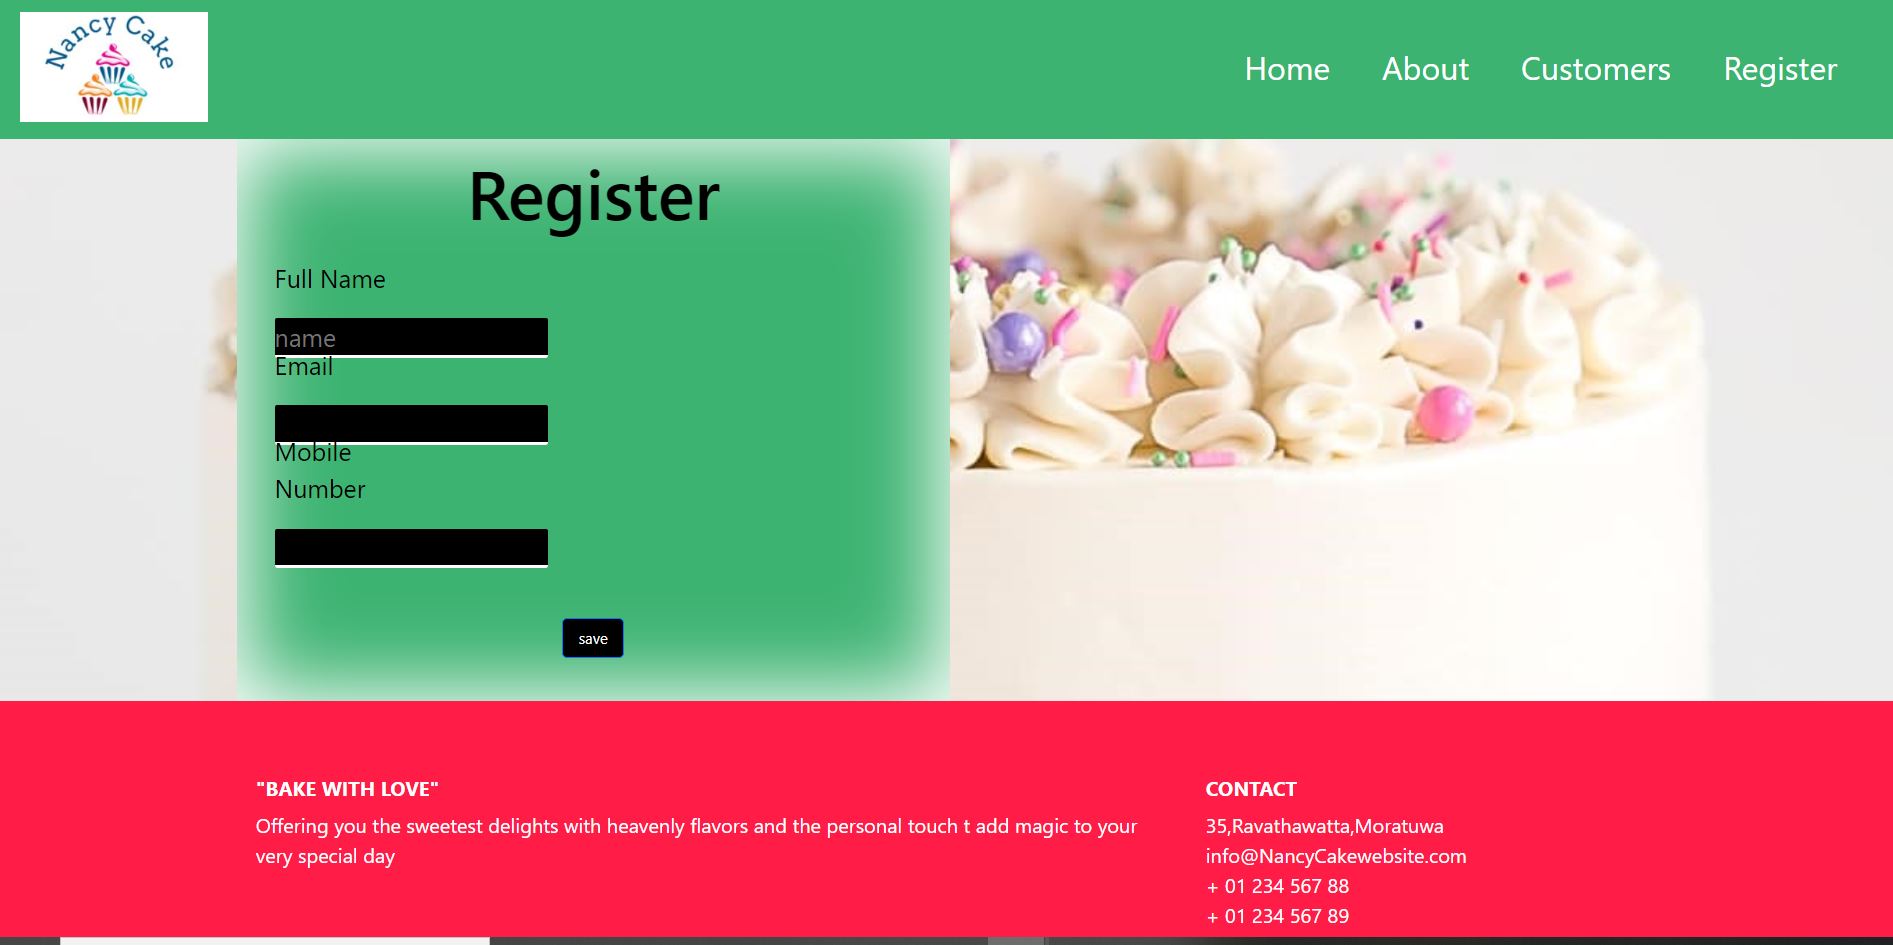 Nancy Cake
Home About Customers Register
Register
Full Name
name
Email
Mobile
Number
save
"BAKE WITH LOVE"
Offering you the sweetest delights with heavenly flavors and the personal touch t add magic to your
very special day
CONTACT
35,Ravathawatta,Moratuwa
info@NancyCakewebsite.com
+ 01 234 567 88
+ 01 234 567 89